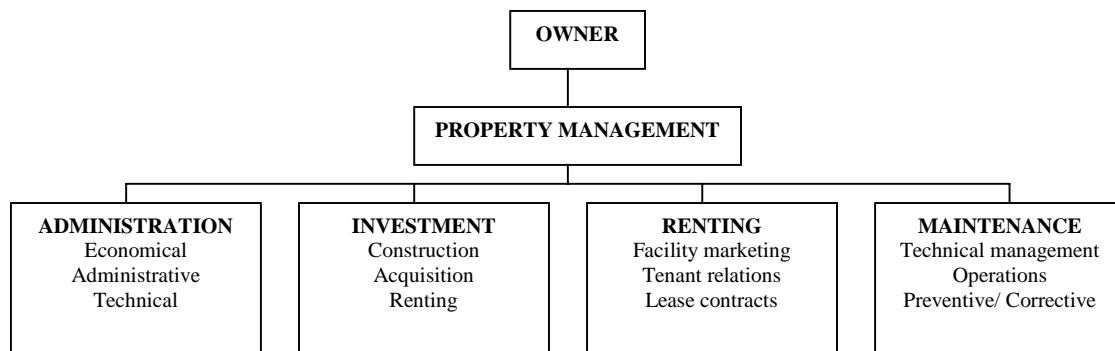 OWNER
PROPERTY MANAGEMENT
ADMINISTRATION
Economical
Administrative
Technical
INVESTMENT
Construction
Acquisition
Renting
RENTING
Facility marketing
Tenant relations
Lease contracts
MAINTENANCE
Technical management
Operations
Preventive/ Corrective